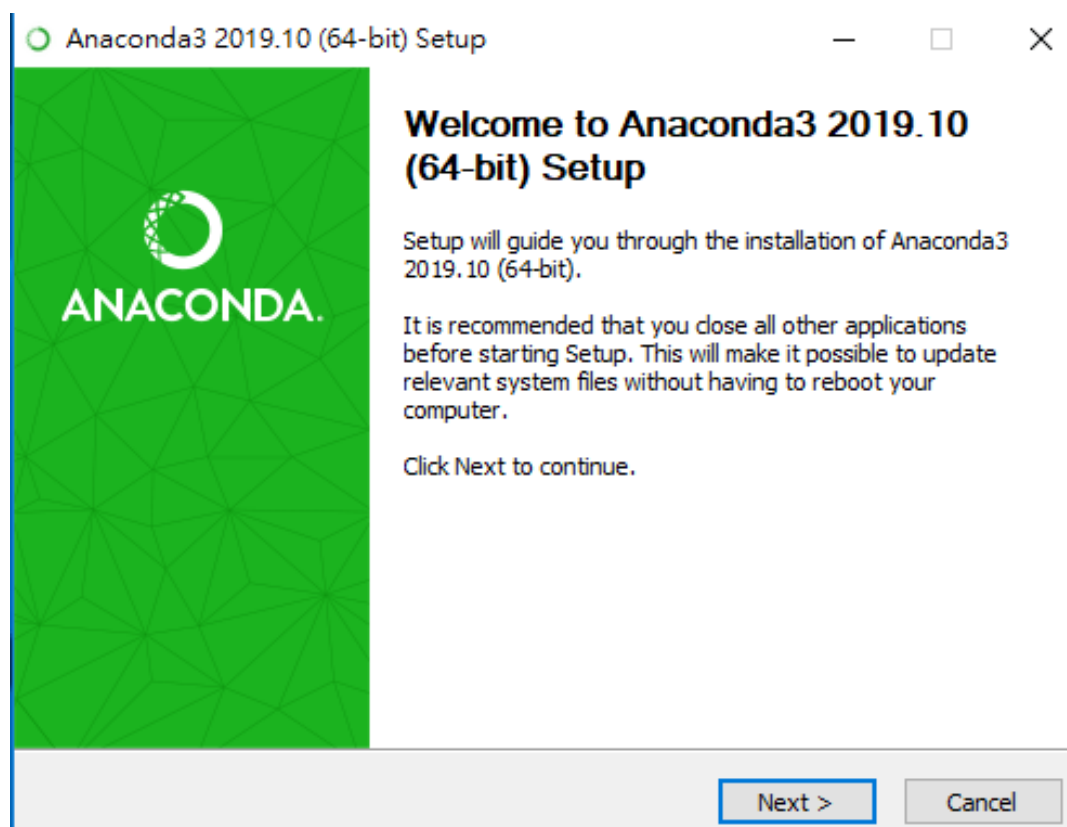 Anaconda3 2019.10 (64-bit) Setup
ANACONDA.
Welcome to Anaconda3 2019.10
(64-bit) Setup
Setup will guide you through the installation of Anaconda3
2019.10 (64-bit).
It is recommended that you close all other applications
before starting Setup. This will make it possible to update
relevant system files without having to reboot your
computer.
Click Next to continue.
Next >
Cancel